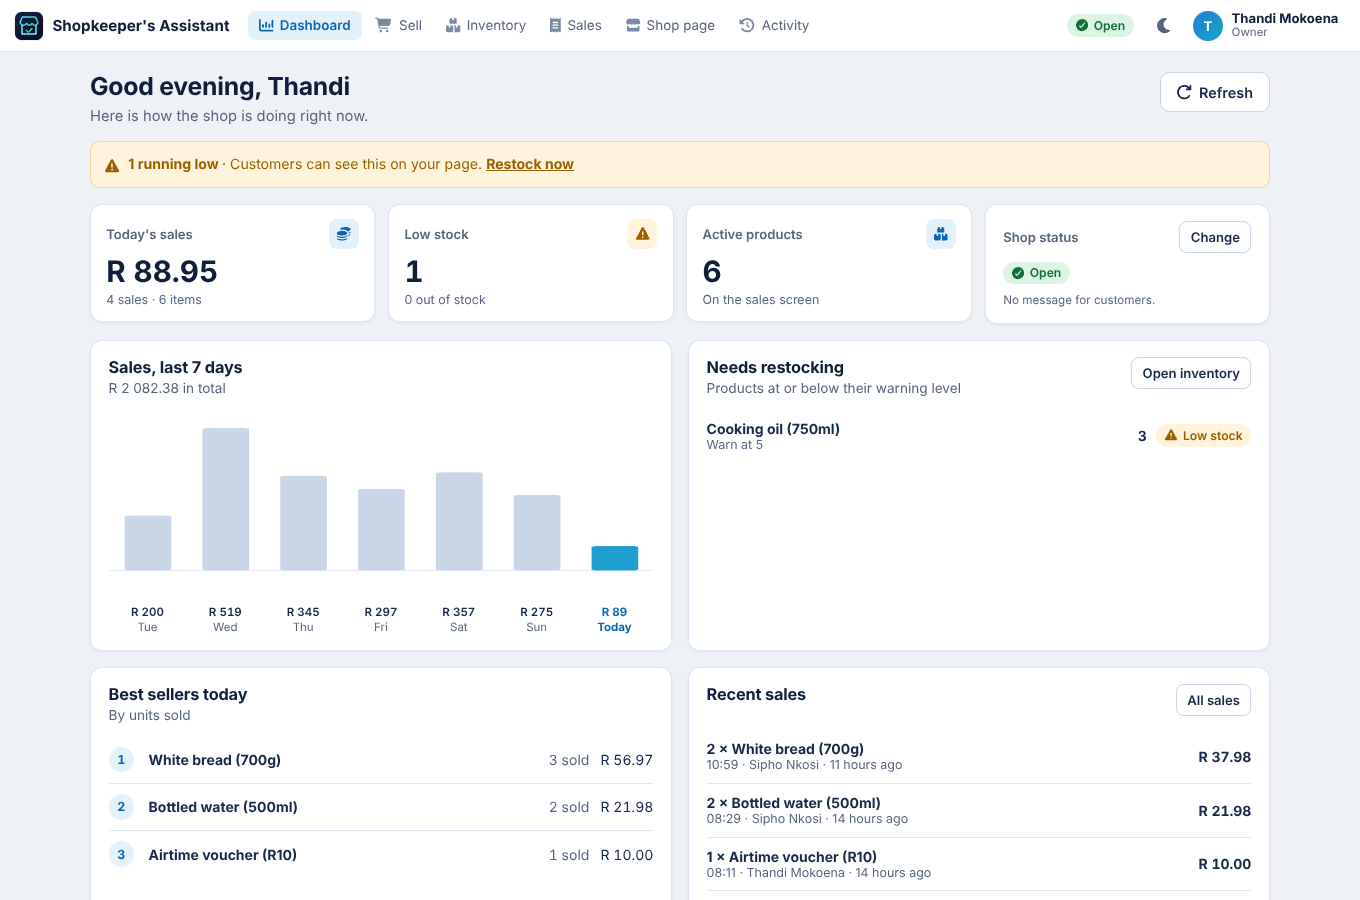 Shopkeeper's Assistant
Dashboard
Sell
Inventory
Sales
Shop page
Activity
Open
T
Thandi Mokoena
Owner
Good evening, Thandi
Here is how the shop is doing right now.
Refresh
1 running low · Customers can see this on your page. Restock now
Today's sales
R 88.95
4 sales · 6 items
Low stock
1
0 out of stock
Active products
6
On the sales screen
Shop status
Change
Open
No message for customers.
Sales, last 7 days
R 2 082.38 in total
R 200
Tue
R 519
Wed
R 345
Thu
R 297
Fri
R 357
Sat
R 275
Sun
R 89
Today
Needs restocking
Products at or below their warning level
Open inventory
Cooking oil (750ml)
Warn at 5
3
Low stock
Best sellers today
By units sold
1 White bread (700g) 3 sold R 56.97
2 Bottled water (500ml) 2 sold R 21.98
3 Airtime voucher (R10) 1 sold R 10.00
Recent sales
All sales
2 × White bread (700g)
10:59 · Sipho Nkosi · 11 hours ago
R 37.98
2 × Bottled water (500ml)
08:29 · Sipho Nkosi · 14 hours ago
R 21.98
1 × Airtime voucher (R10)
08:11 · Thandi Mokoena · 14 hours ago
R 10.00